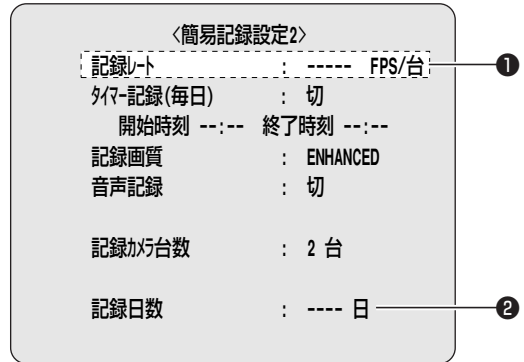 〈簡易記録設定2〉
記録ﾚｰﾄ : ----- FPS/台 ❶
ﾀｲﾏｰ記録(毎日) : 切
開始時刻 --:-- 終了時刻 --:--
記録画質 : ENHANCED
音声記録 : 切
記録ｶﾒﾗ台数 : 2 台
記録日数 : ---- 日 ❷